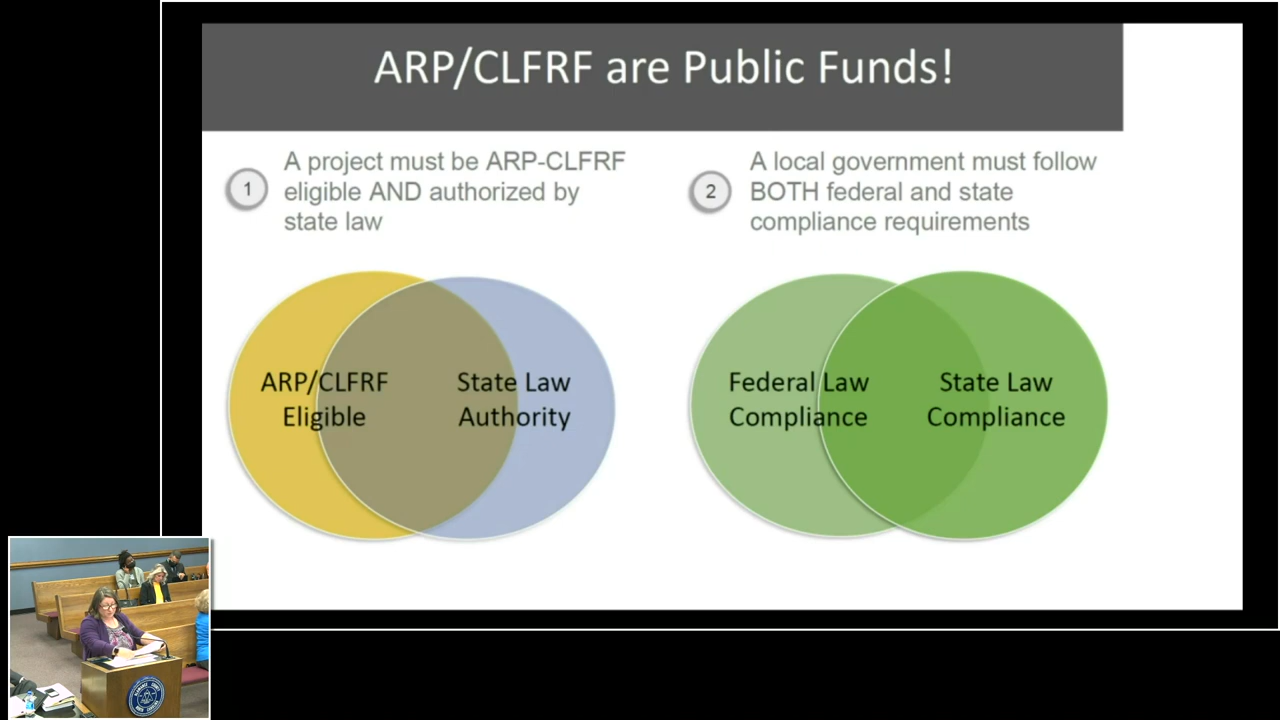 ARP/CLFRF are Public Funds!
1
A project must be ARP-CLFRF
eligible AND authorized by
state law
2
A local government must follow
BOTH federal and state
compliance requirements
ARP/CLFRF
Eligible
State Law
Authority
Federal Law
Compliance
State Law
Compliance